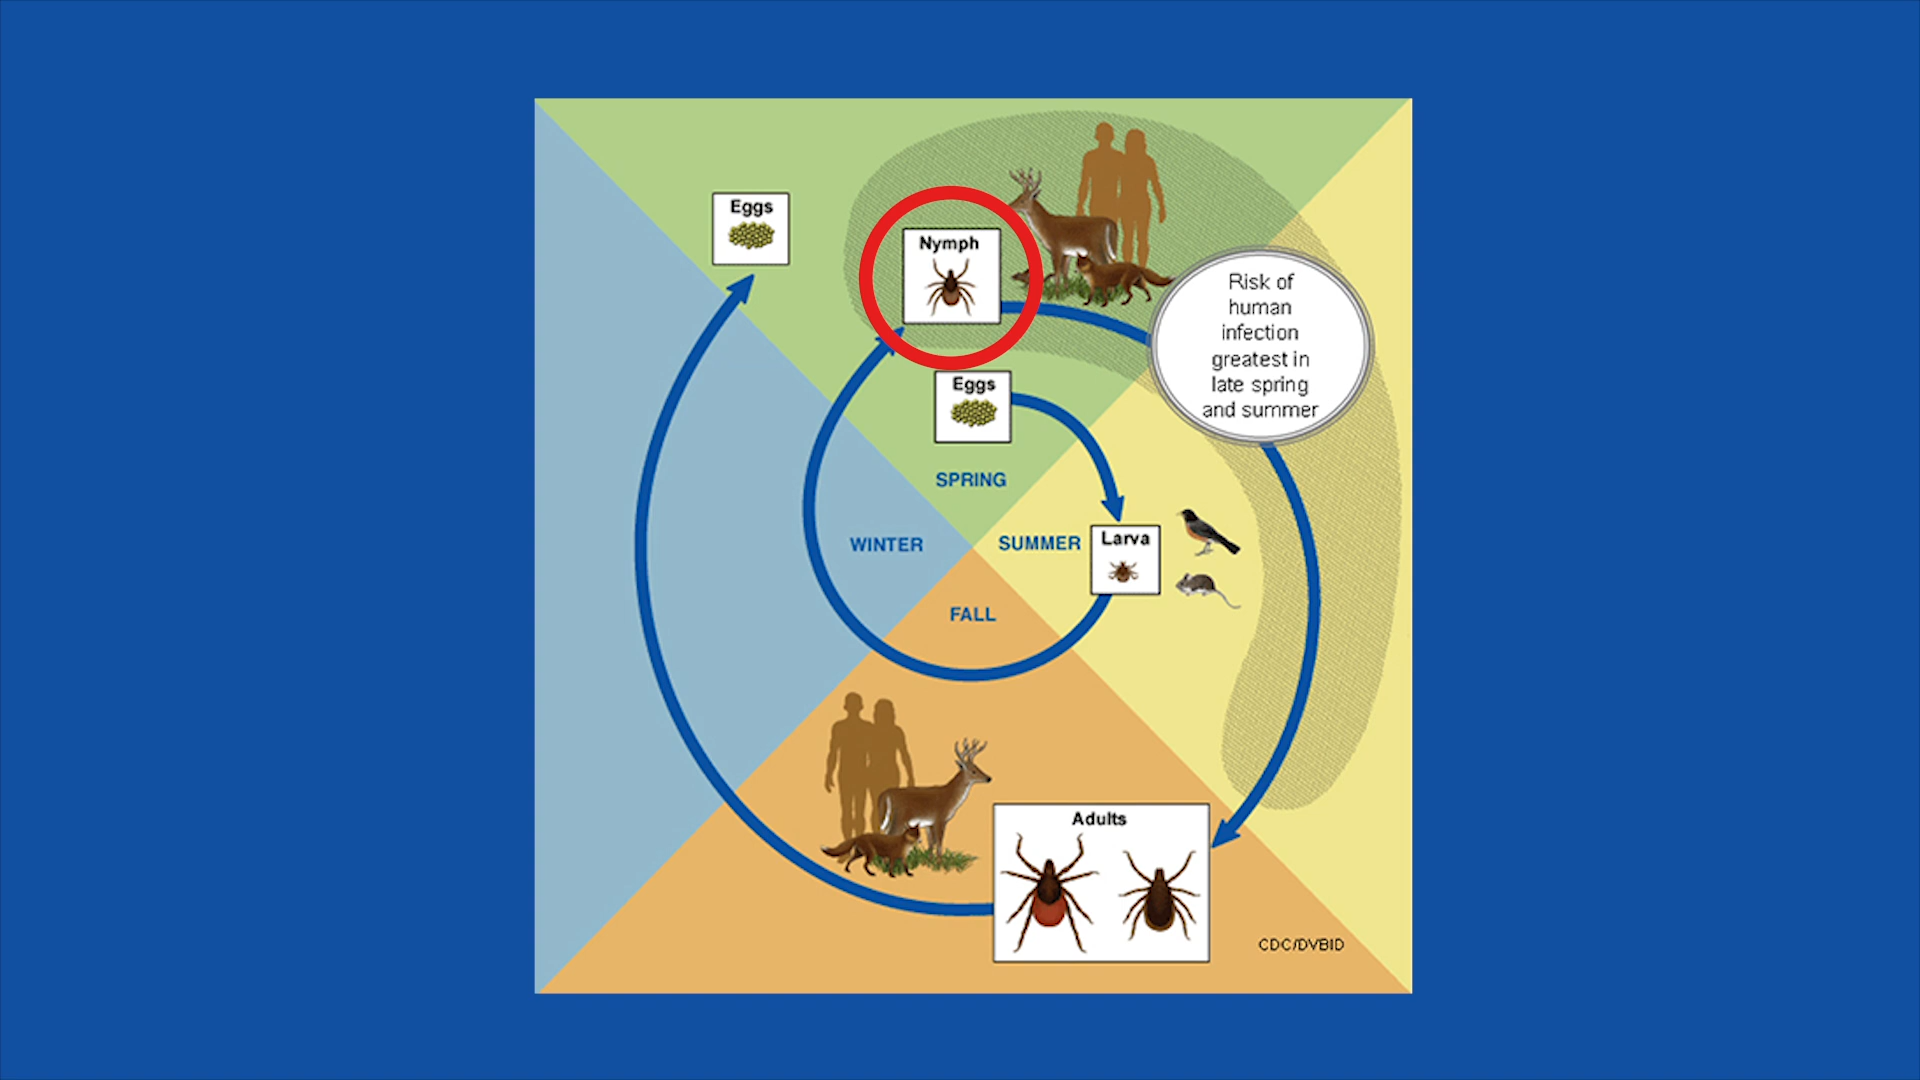 Eggs
Nymph
Risk of
human
infection
greatest in
late spring
and summer
Eggs
SPRING
WINTER
SUMMER
Larva
FALL
Adults
CDC/DVBID